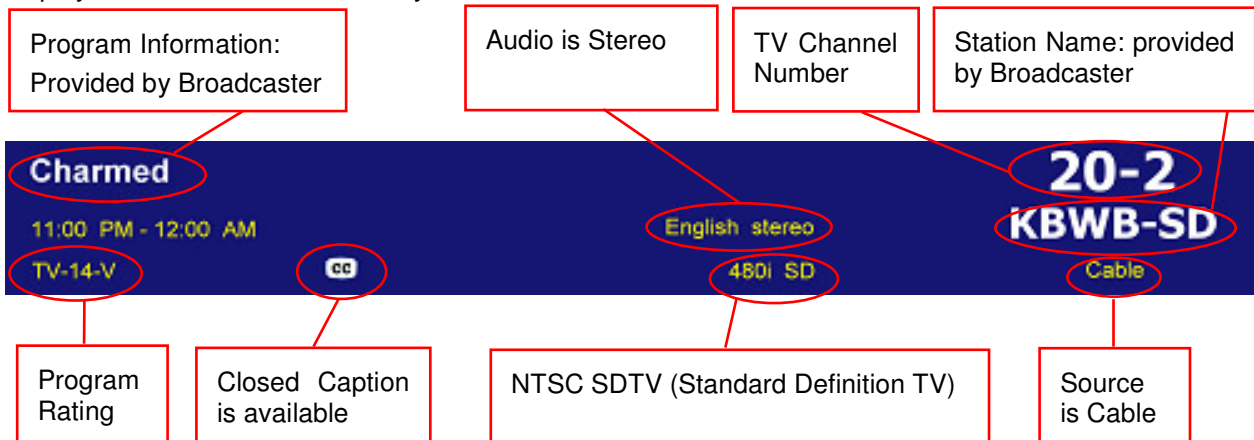 Program Information:
Provided by Broadcaster
Audio is Stereo
TV Channel
Number
Station Name: provided
by Broadcaster
Charmed
20-2
11:00 PM - 12:00 AM
English stereo
KBWB-SD
TV-14-V
cc
480i SD
Cable
Program
Rating
Closed Caption
is available
NTSC SDTV (Standard Definition TV)
Source
is Cable